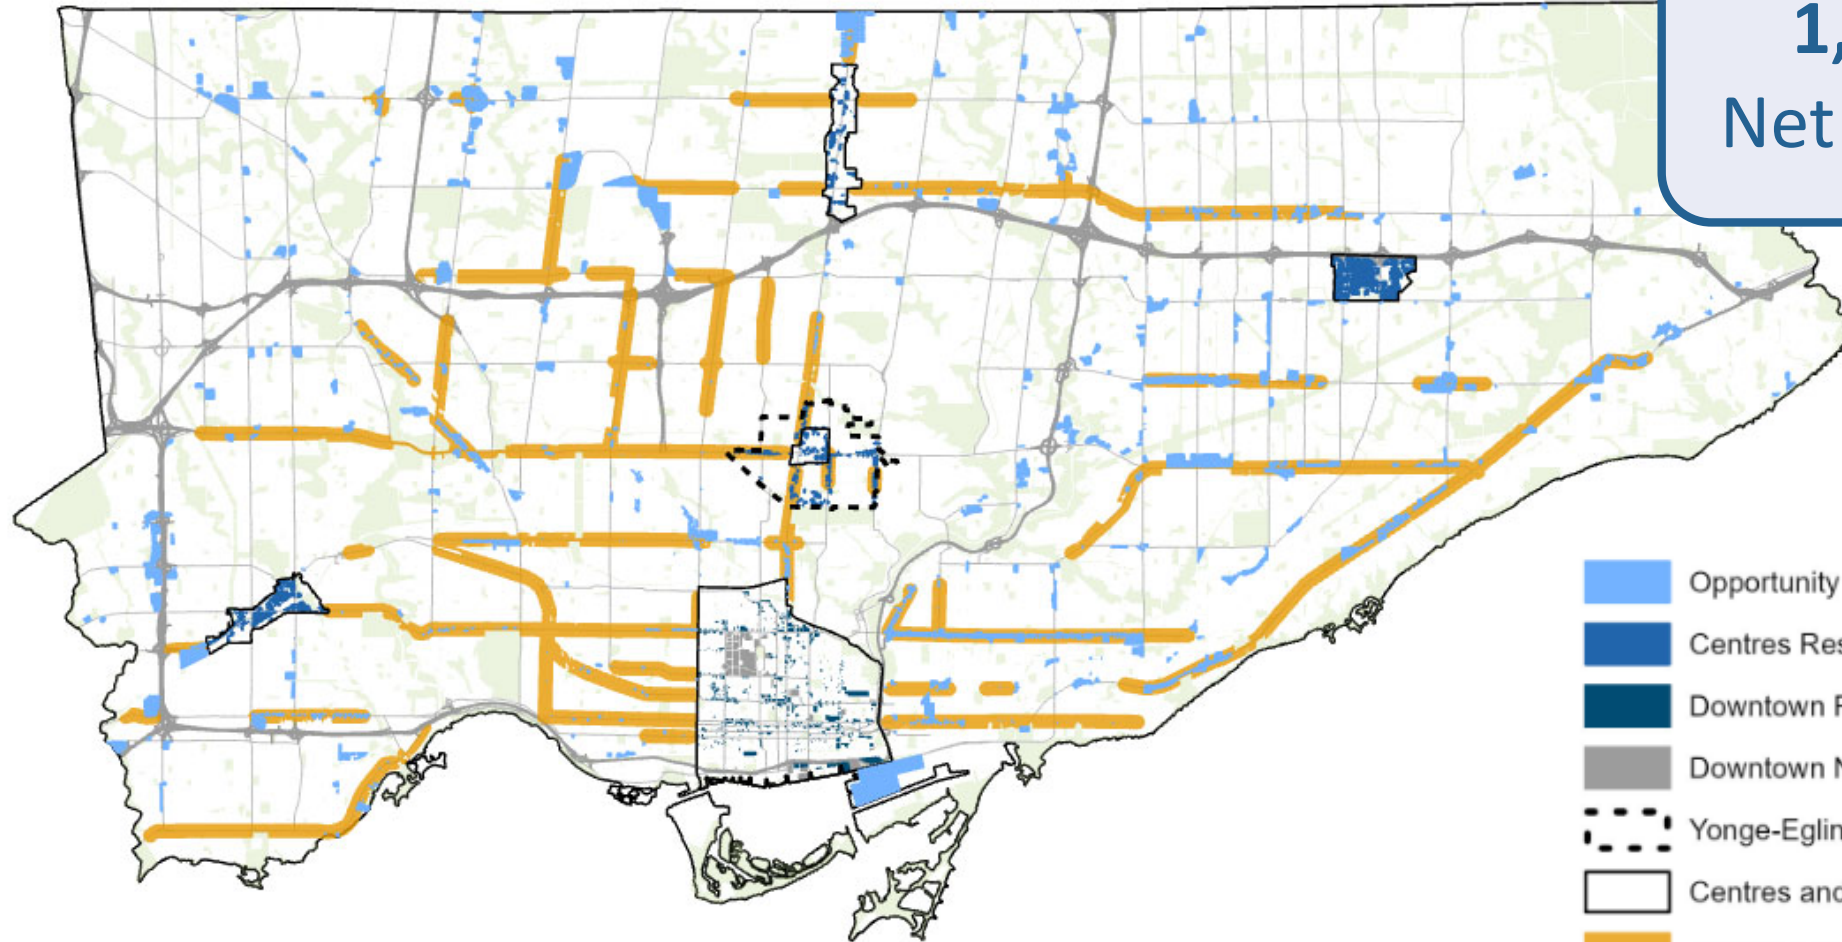 1,
Net
Opportunity
Centres Res
Downtown
Downtown
Yonge-Eglin
Centres and